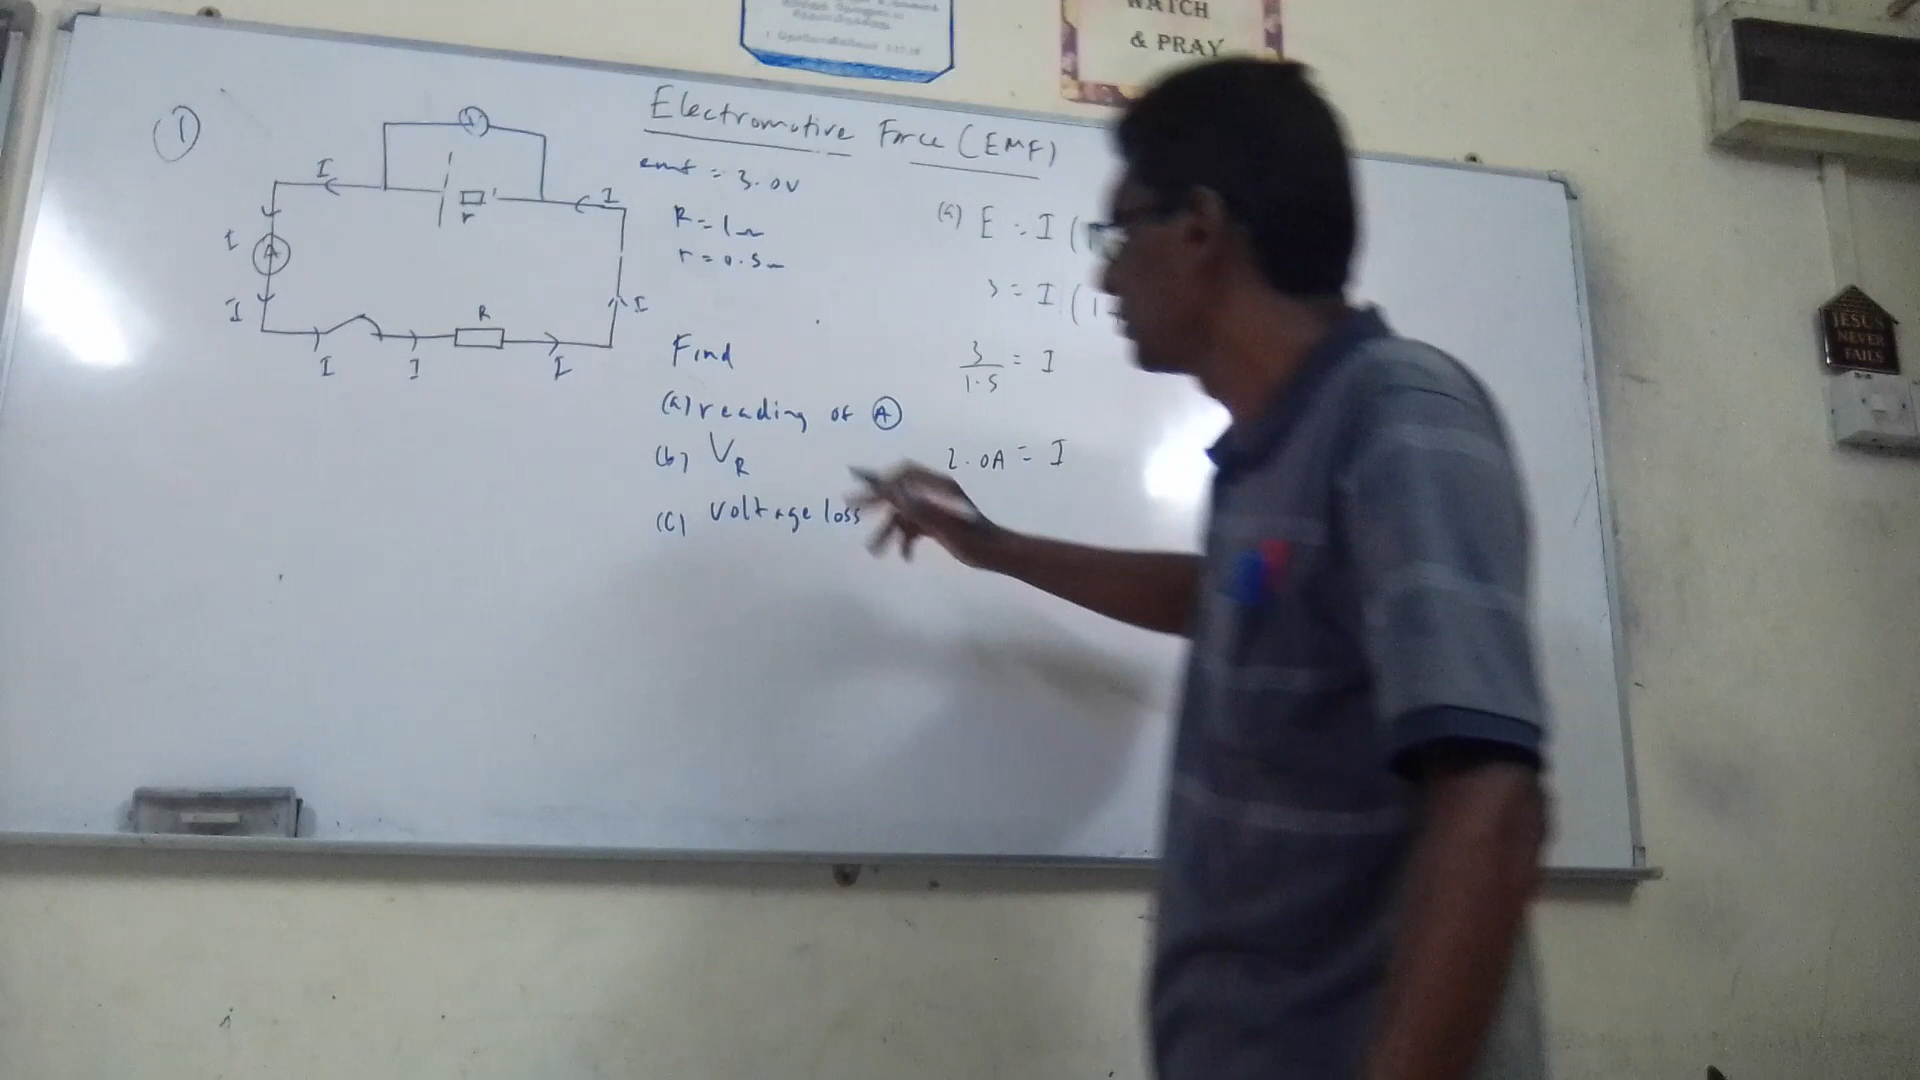 WATCH
& PRAY
JESUS
NEVER
FAILS
Electromotive Force (EMF)
①
V
I
I
I
A
I
I
I
I
I
r
R
emf = 3.0V
R = 1Ω
r = 0.5Ω
Find
(a) reading of Ⓐ
(b) V_R
(c) voltage loss
(a) E = I (
3 = I (1+
3/1.5 = I
2.0A = I